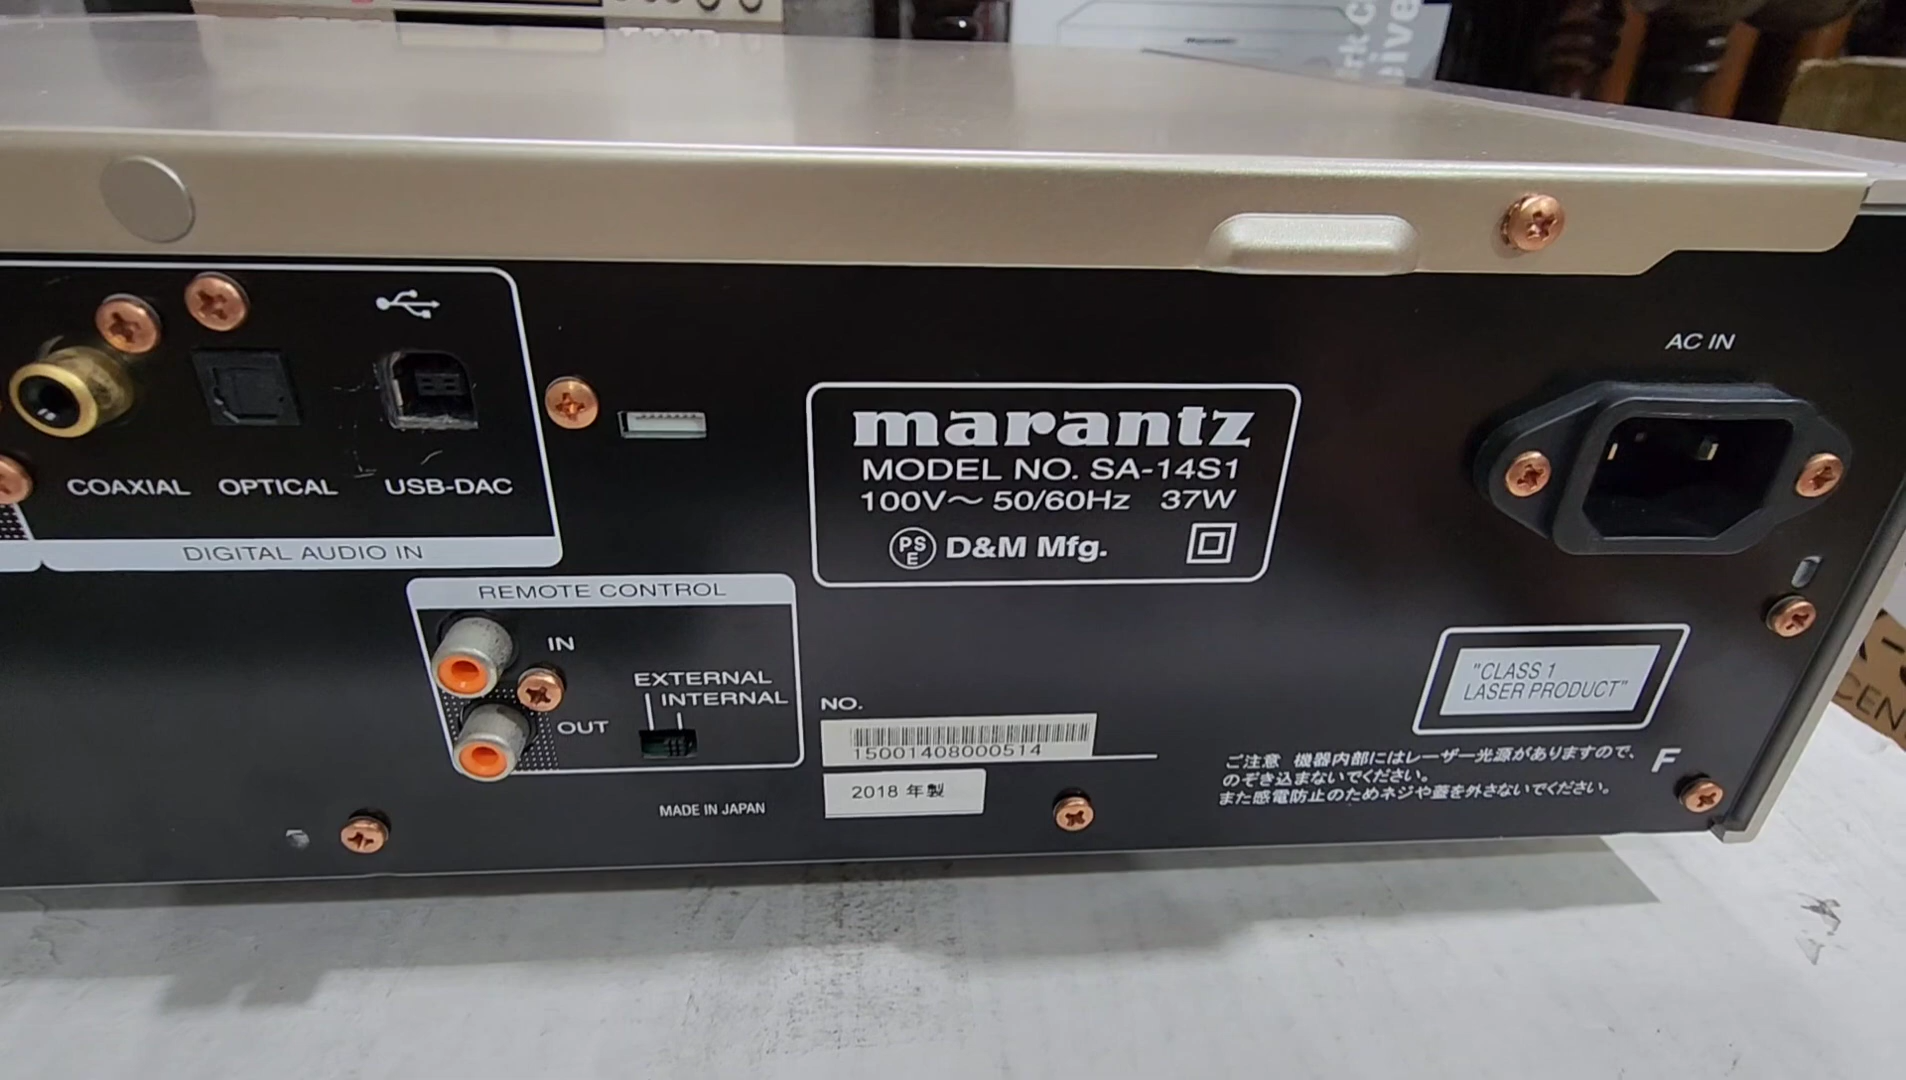 AC IN
COAXIAL OPTICAL USB-DAC
DIGITAL AUDIO IN
marantz
MODEL NO. SA-14S1
100V～ 50/60Hz 37W
PSE D&M Mfg.
REMOTE CONTROL
IN
OUT
EXTERNAL
INTERNAL
MADE IN JAPAN
NO.
15001408000514
2018 年製
"CLASS 1
LASER PRODUCT"
ご注意 機器内部にはレーザー光源がありますので、
のぞき込まないでください。
また感電防止のためネジや蓋を外さないでください。
F